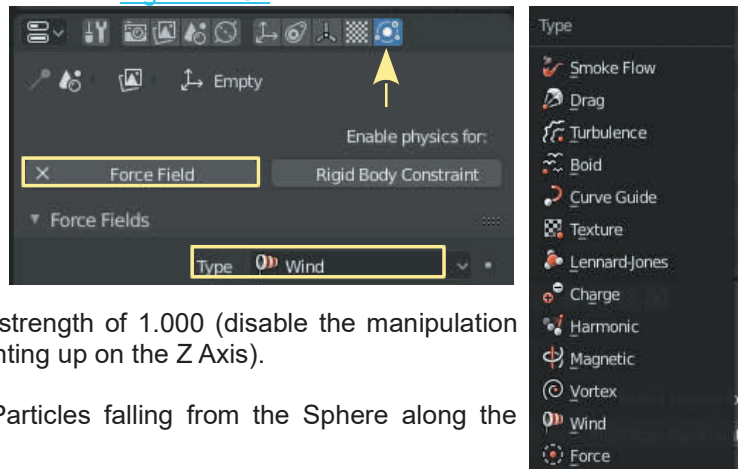 Empty
Enable physics for:
Force Field
Rigid Body Constraint
Force Fields
Type Wind
strength of 1.000 (disable the manipulation
nting up on the Z Axis).
Particles falling from the Sphere along the
Type
Smoke Flow
Drag
Turbulence
Boid
Curve Guide
Texture
Lennard-Jones
Charge
Harmonic
Magnetic
Vortex
Wind
Force